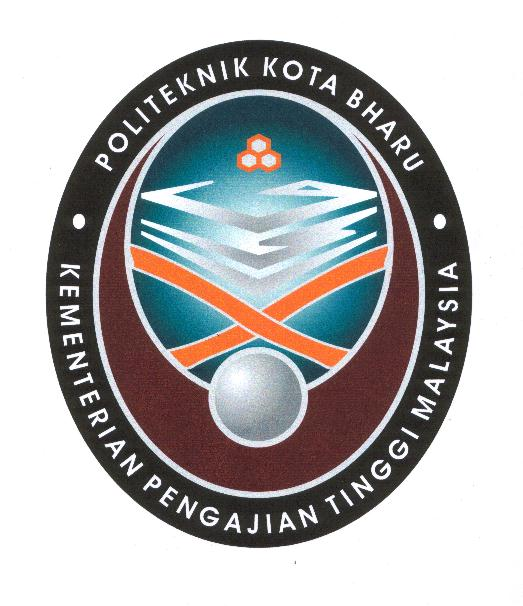 POLITEKNIK KOTA BHARU
KEMENTERIAN PENGAJIAN TINGGI MALAYSIA